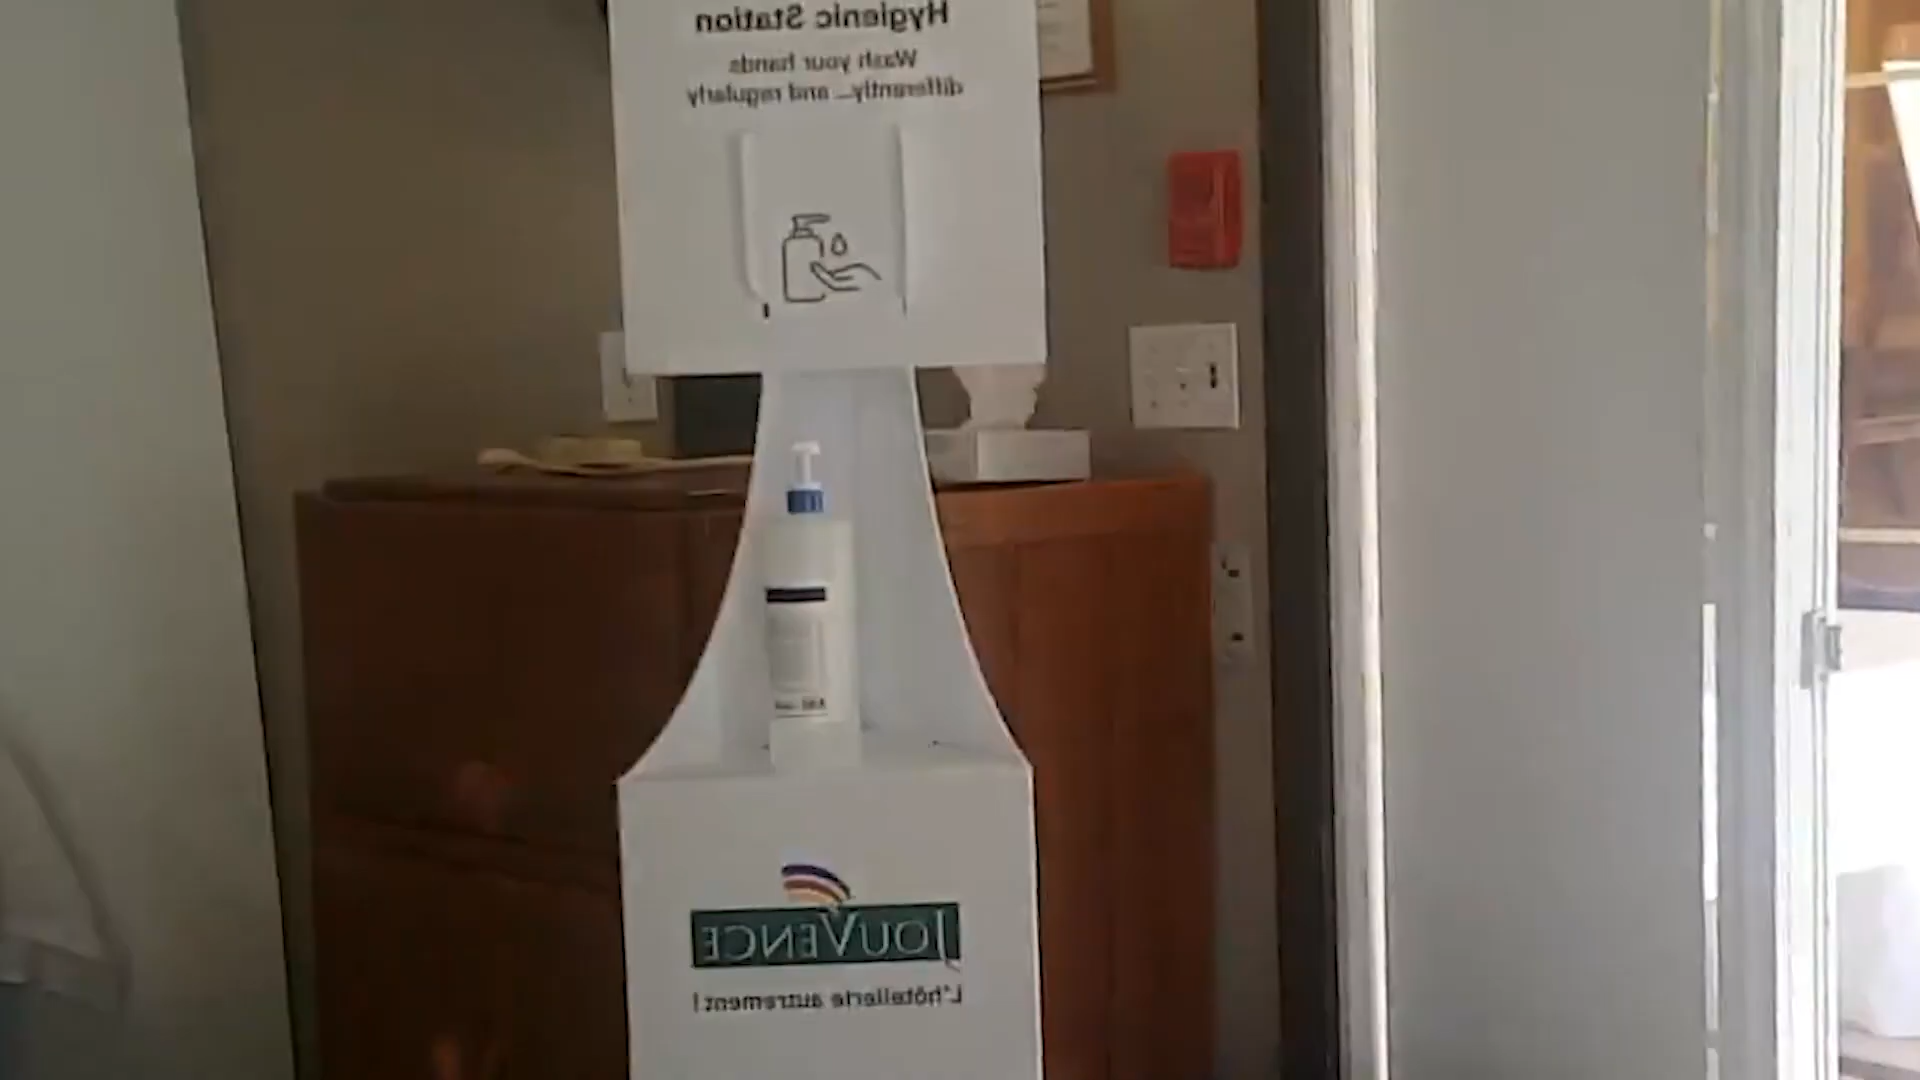 Hygienic Station
Wash your hands
differently... and regularly
JOUVENCE
L'hôtellerie autrement !